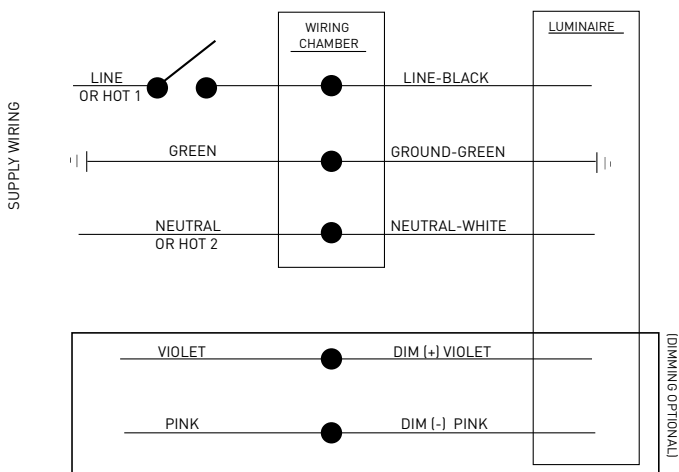 WIRING
CHAMBER
LUMINAIRE
LINE
OR HOT 1
LINE-BLACK
SUPPLY WIRING
GREEN
GROUND-GREEN
NEUTRAL
OR HOT 2
NEUTRAL-WHITE
VIOLET
DIM (+) VIOLET
PINK
DIM (-) PINK
(DIMMING OPTIONAL)